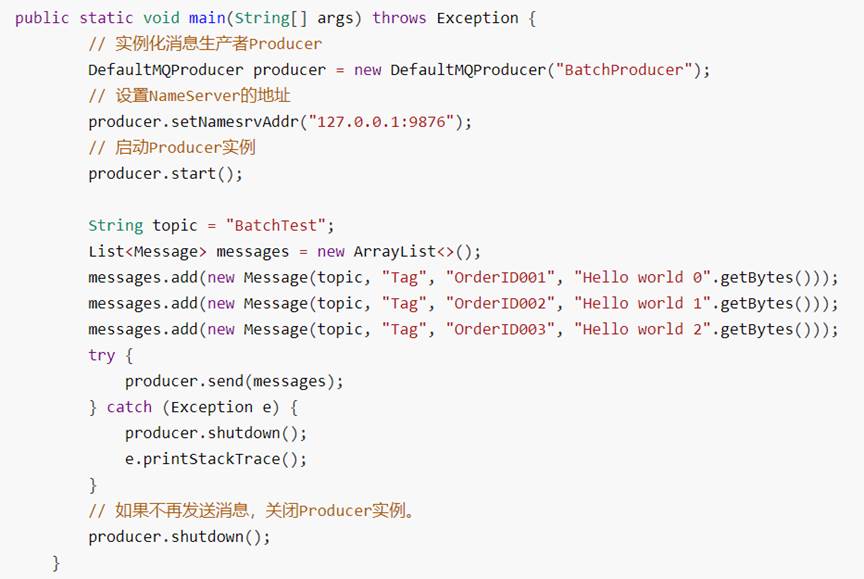 public static void main(String[] args) throws Exception {
        // 实例化消息生产者Producer
        DefaultMQProducer producer = new DefaultMQProducer("BatchProducer");
        // 设置NameServer的地址
        producer.setNamesrvAddr("127.0.0.1:9876");
        // 启动Producer实例
        producer.start();

        String topic = "BatchTest";
        List<Message> messages = new ArrayList<>();
        messages.add(new Message(topic, "Tag", "OrderID001", "Hello world 0".getBytes()));
        messages.add(new Message(topic, "Tag", "OrderID002", "Hello world 1".getBytes()));
        messages.add(new Message(topic, "Tag", "OrderID003", "Hello world 2".getBytes()));
        try {
            producer.send(messages);
        } catch (Exception e) {
            producer.shutdown();
            e.printStackTrace();
        }
        // 如果不再发送消息，关闭Producer实例。
        producer.shutdown();
    }